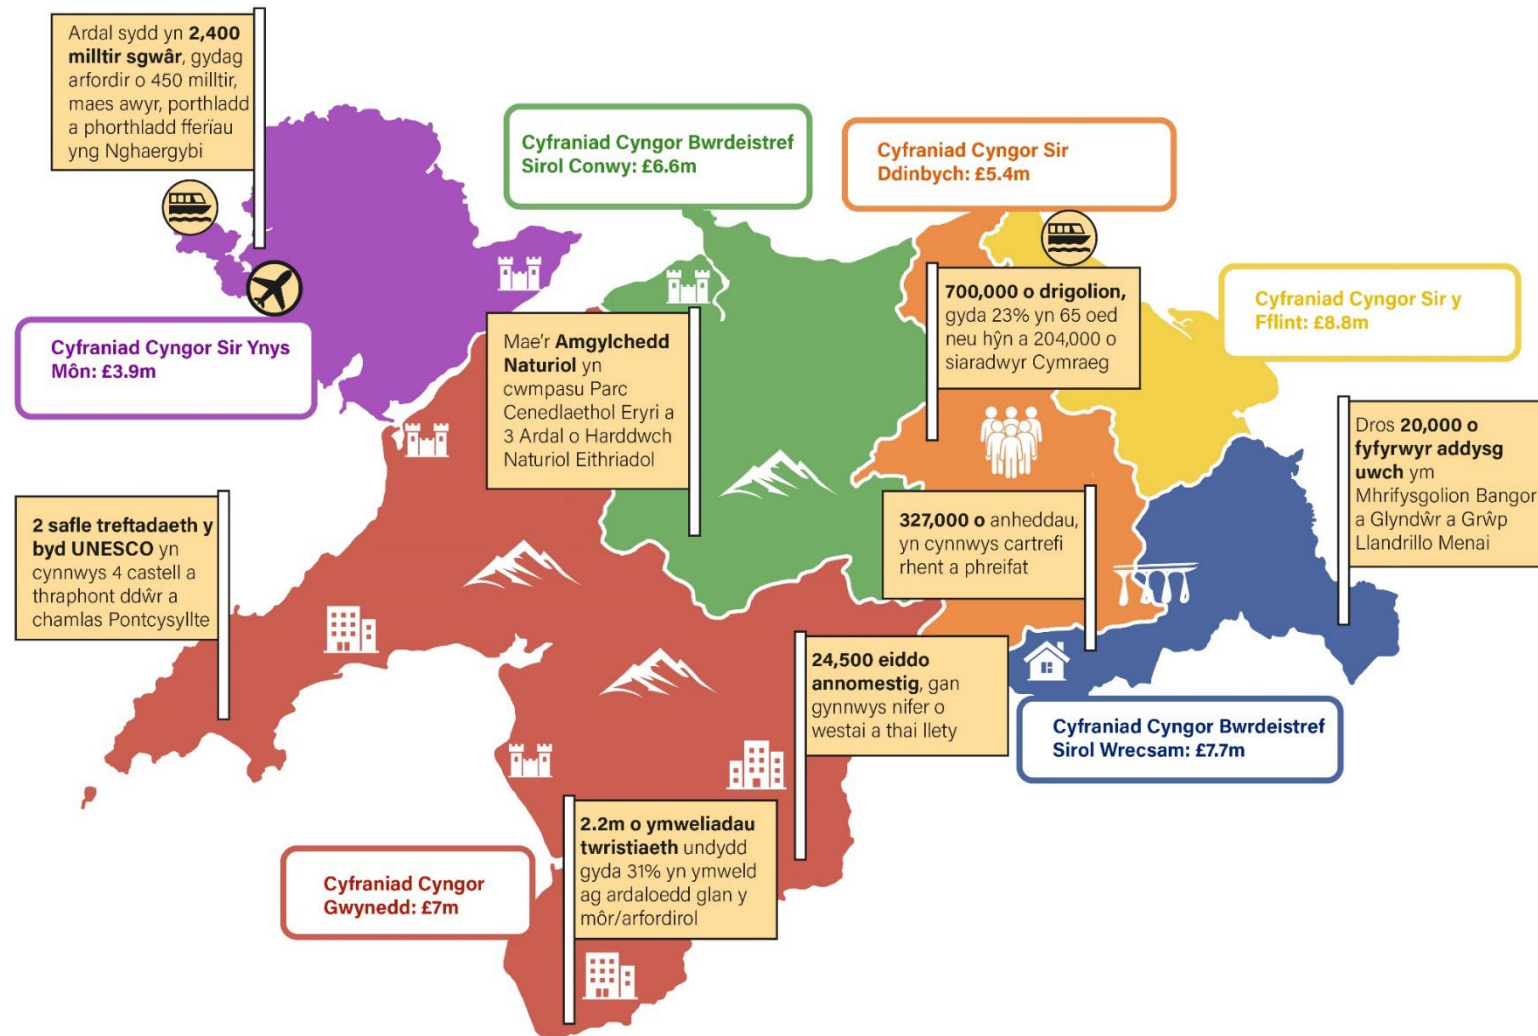 Ardal sydd yn 2,400
milltir sgwâr, gydag
arfordir o 450 milltir,
maes awyr, porthladd
a phorthladd fferïau
yng Nghaergybi
Cyfraniad Cyngor Bwrdeistref
Sirol Conwy: £6.6m
Cyfraniad Cyngor Sir
Ddinbych: £5.4m
Cyfraniad Cyngor Sir y
Fflint: £8.8m
Cyfraniad Cyngor Sir Ynys
Môn: £3.9m
Mae'r Amgylchedd
Naturiol yn
cwmpasu Parc
Cenedlaethol Eryri a
3 Ardal o Harddwch
Naturiol Eithriadol
700,000 o drigolion,
gyda 23% yn 65 oed
neu hŷn a 204,000 o
siaradwyr Cymraeg
Dros 20,000 o
fyfyrwyr addysg
uwch ym
Mhrifysgolion Bangor
a Glyndŵr a Grŵp
Llandrillo Menai
2 safle treftadaeth y
byd UNESCO yn
cynnwys 4 castell a
thraphont ddŵr a
chamlas Pontcysyllte
327,000 o anheddau,
yn cynnwys cartrefi
rhent a phreifat
24,500 eiddo
annomestig, gan
gynnwys nifer o
westai a thai llety
Cyfraniad Cyngor Bwrdeistref
Sirol Wrecsam: £7.7m
2.2m o ymweliadau
twristiaeth undydd
gyda 31% yn ymweld
ag ardaloedd glan y
môr/arfordirol
Cyfraniad Cyngor
Gwynedd: £7m